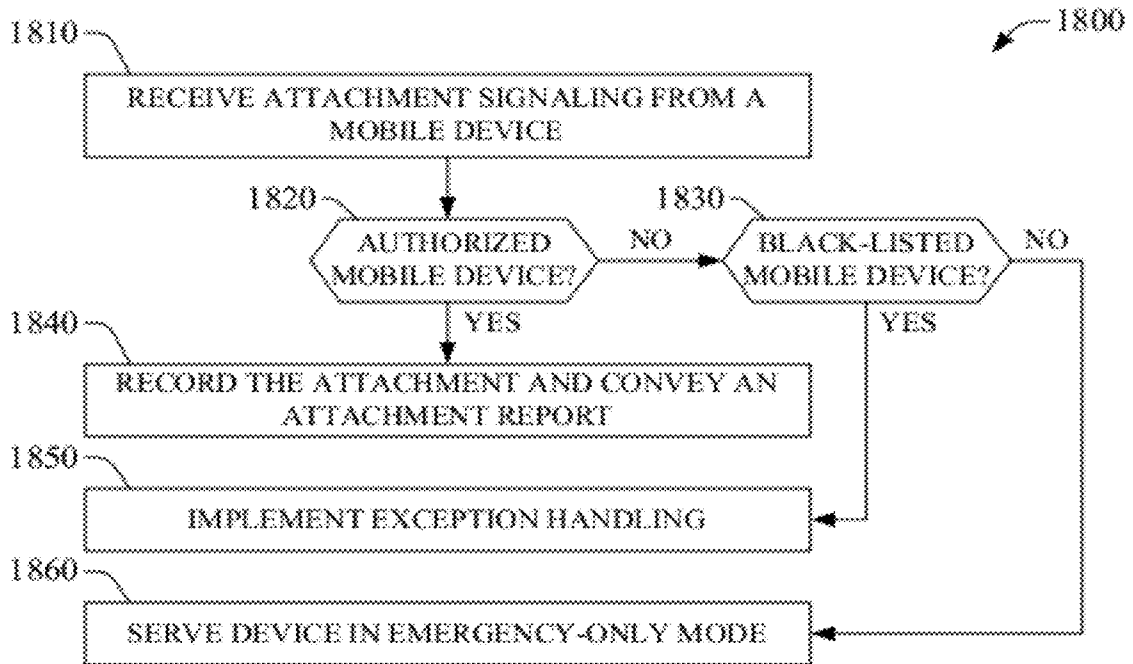 1800
1810
RECEIVE ATTACHMENT SIGNALING FROM A
MOBILE DEVICE
1820
AUTHORIZED
MOBILE DEVICE?
NO
YES
1830
BLACK-LISTED
MOBILE DEVICE?
NO
YES
1840
RECORD THE ATTACHMENT AND CONVEY AN
ATTACHMENT REPORT
1850
IMPLEMENT EXCEPTION HANDLING
1860
SERVE DEVICE IN EMERGENCY-ONLY MODE